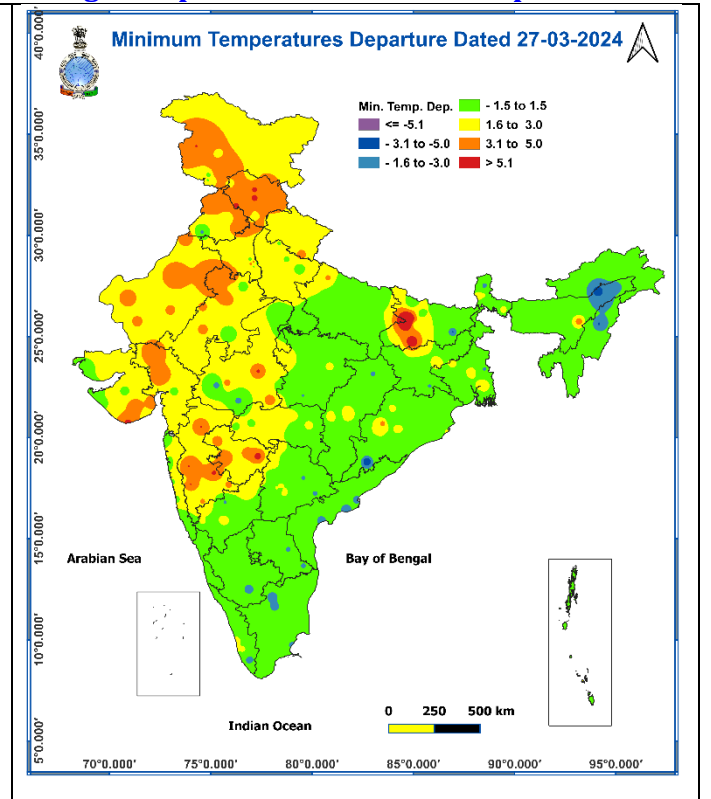 Minimum Temperatures Departure Dated 27-03-2024
Min. Temp. Dep.
<= -5.1
- 3.1 to -5.0
- 1.6 to -3.0
- 1.5 to 1.5
1.6 to 3.0
3.1 to 5.0
> 5.1
40°0.000'
35°0.000'
30°0.000'
25°0.000'
20°0.000'
15°0.000'
10°0.000'
5°0.000'
Arabian Sea
Bay of Bengal
Indian Ocean
0 250 500 km
70°0.000' 75°0.000' 80°0.000' 85°0.000' 90°0.000' 95°0.000'